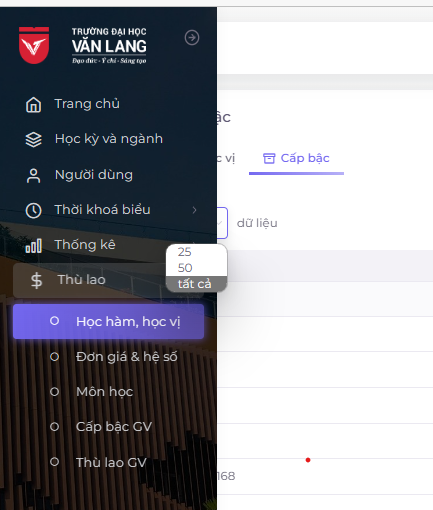 TRƯỜNG ĐẠI HỌC
VĂN LANG
Đạo đức - Ý chí - Sáng tạo
Trang chủ
Học kỳ và ngành
Người dùng
Thời khoá biểu
Thống kê
Thù lao
Học hàm, học vị
Đơn giá & hệ số
Môn học
Cấp bậc GV
Thù lao GV
25
50
tất cả
ậc
c vị
Cấp bậc
dữ liệu
168